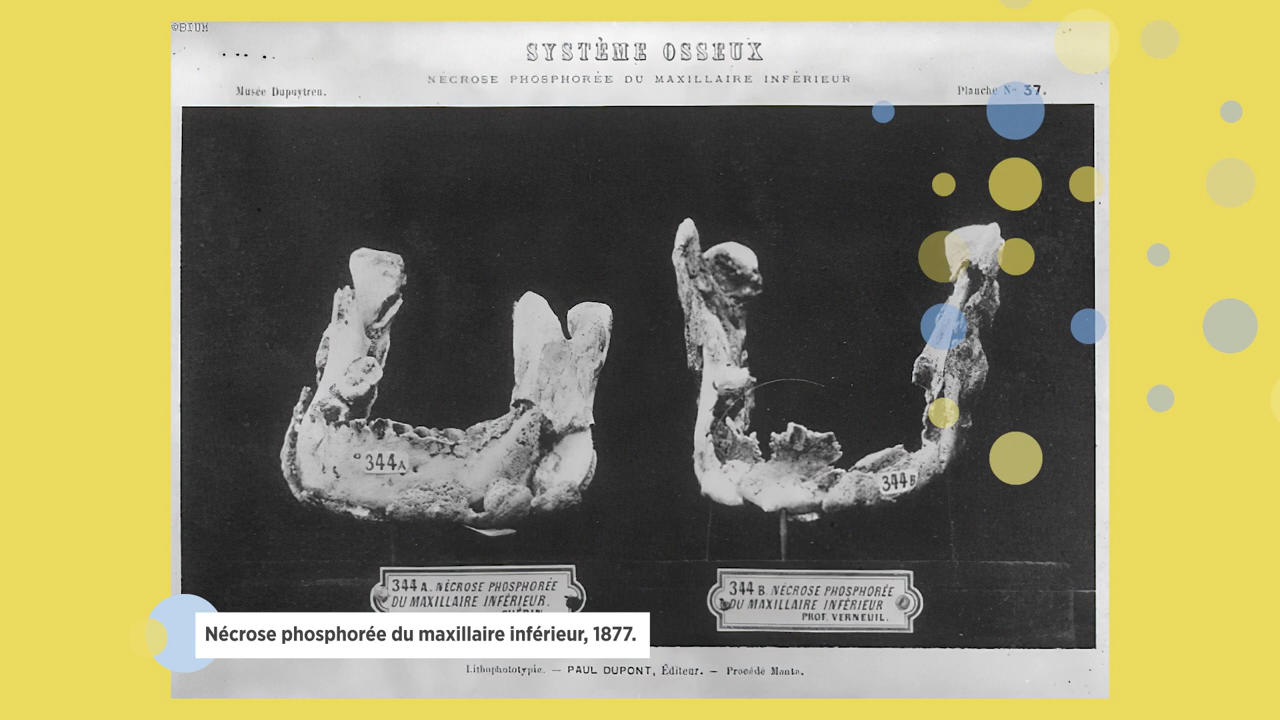 ©BIUM
SYSTÈME OSSEUX
NÉCROSE PHOSPHORÉE DU MAXILLAIRE INFÉRIEUR
Musée Dupuytren.
Planche No 37.
344A
344B
344 A. NÉCROSE PHOSPHORÉE
DU MAXILLAIRE INFÉRIEUR.
344 B. NÉCROSE PHOSPHORÉE
DU MAXILLAIRE INFÉRIEUR
PROF. VERNEUIL.
Nécrose phosphorée du maxillaire inférieur, 1877.
Lithophototypie. — PAUL DUPONT, Éditeur. — Procédé Manta.